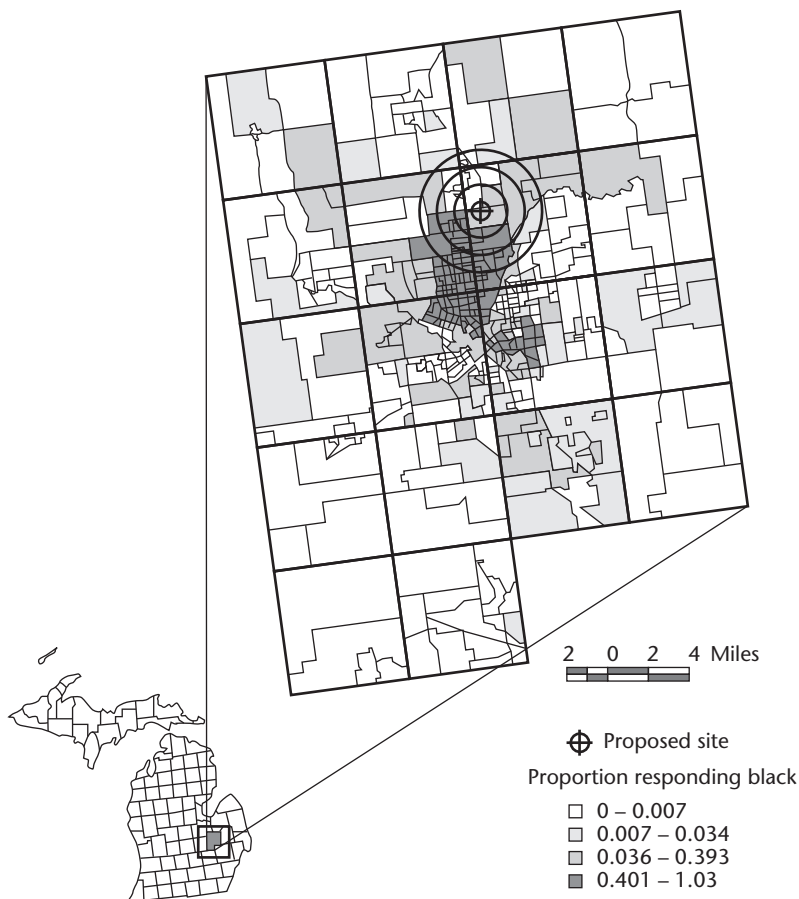 2 0 2 4 Miles
Proposed site
Proportion responding black
0 – 0.007
0.007 – 0.034
0.036 – 0.393
0.401 – 1.03